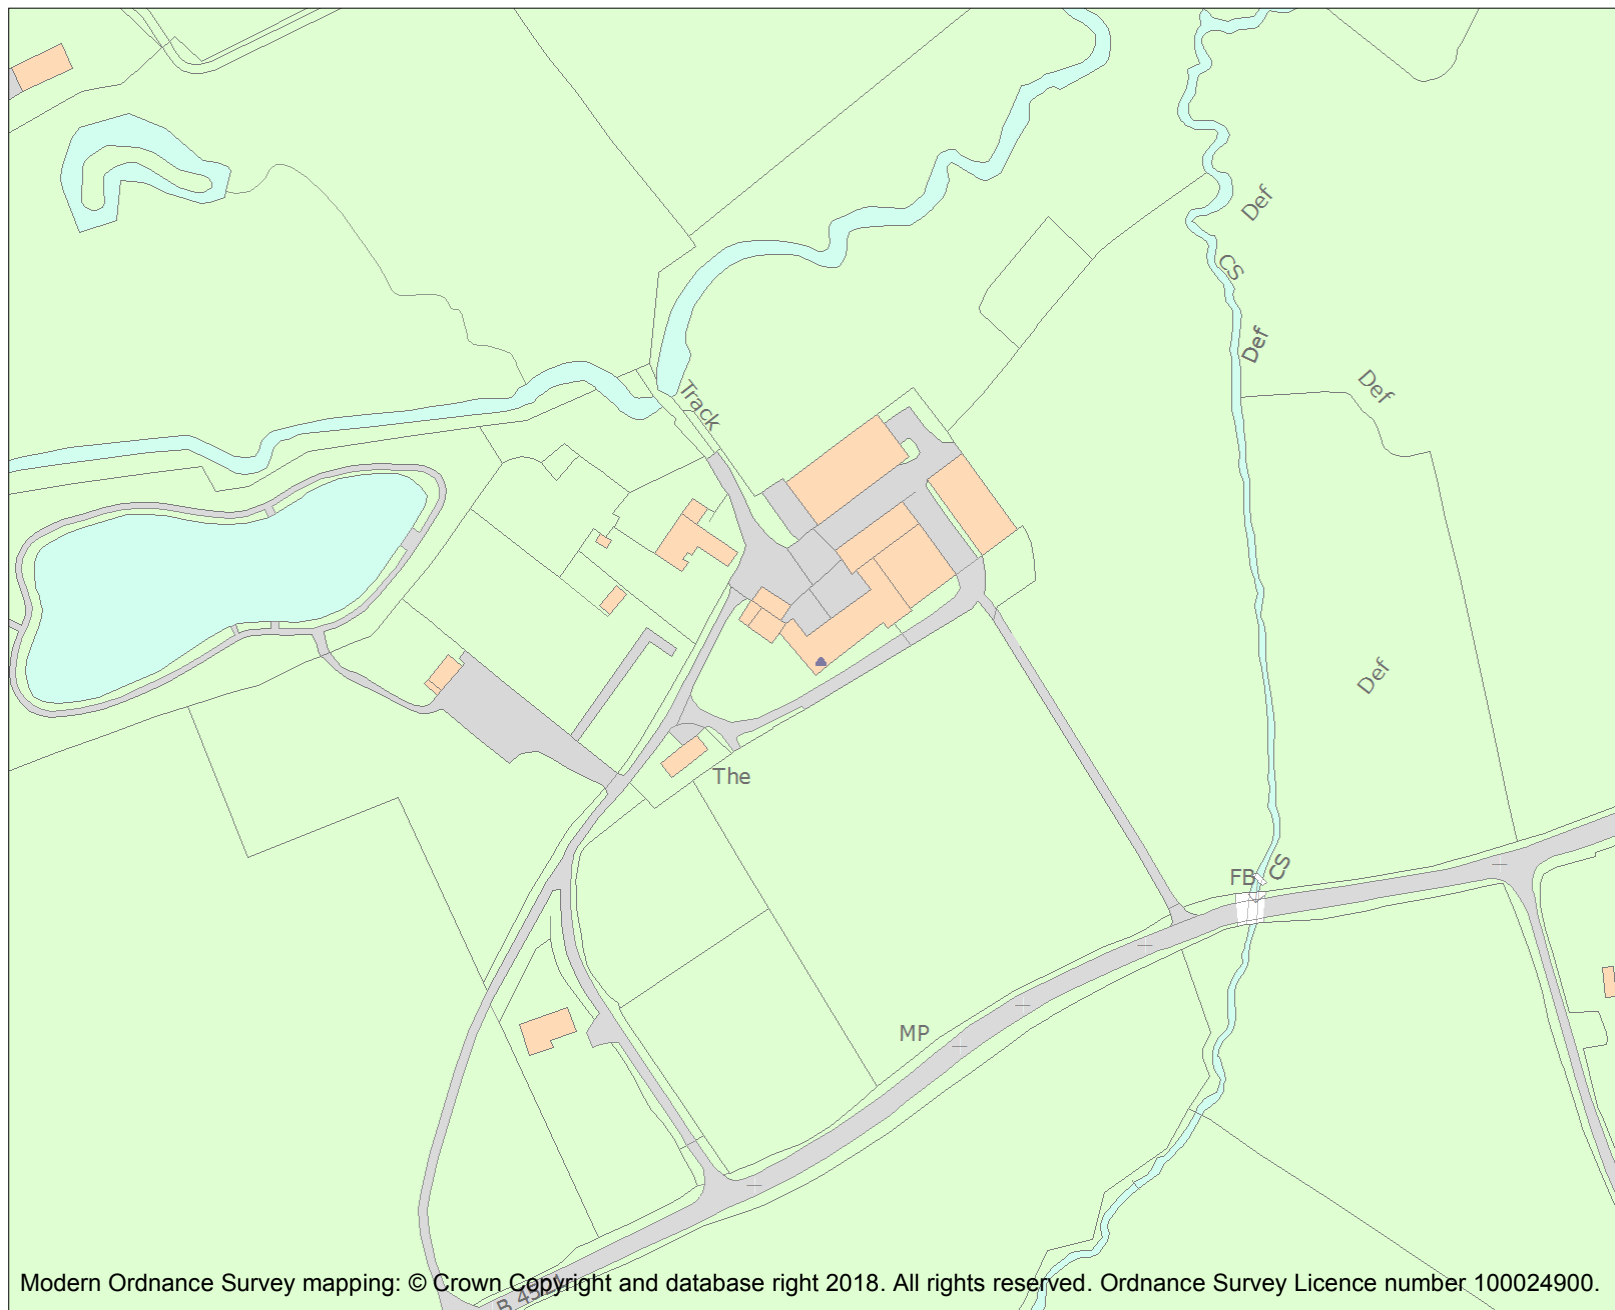 Def
CS
Def
Def
Track
Def
The
CS
FB
MP
Modern Ordnance Survey mapping: © Crown Copyright and database right 2018. All rights reserved. Ordnance Survey Licence number 100024900.